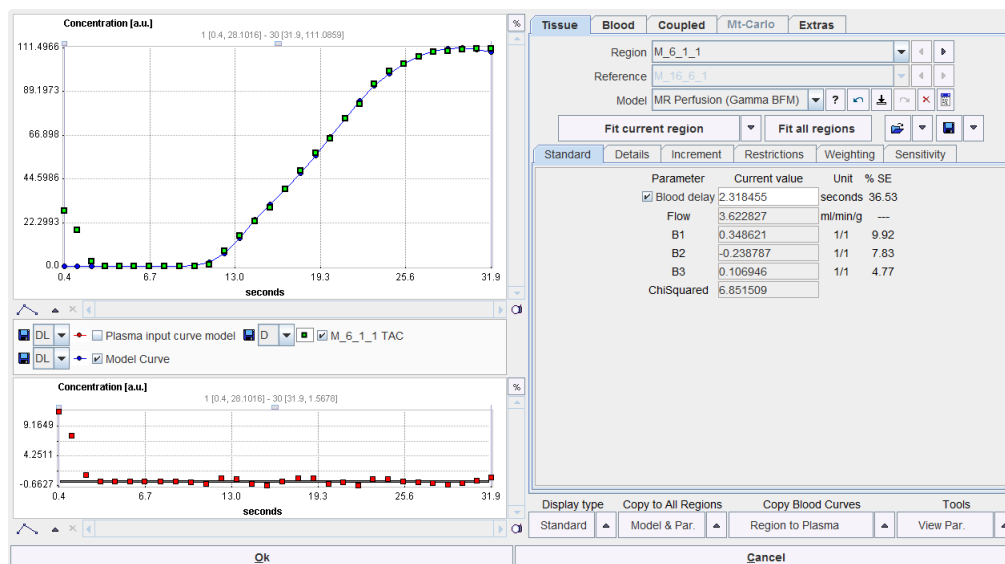 Concentration [a.u.]
%
1 [0.4, 28.1016] - 30 [31.9, 111.0859]
111.4966
89.1973
66.898
44.5986
22.2993
0.0
0.4 6.7 13.0 19.3 25.6 31.9
seconds
DL Plasma input curve model D M_6_1_1 TAC
DL Model Curve
Concentration [a.u.]
%
1 [0.4, 28.1016] - 30 [31.9, 1.5678]
9.1649
4.2511
-0.6627
0.4 6.7 13.0 19.3 25.6 31.9
seconds
Tissue Blood Coupled Mt-Carlo Extras
Region M_6_1_1
Reference M_16_6_1
Model MR Perfusion (Gamma BFM) ?
Fit current region Fit all regions
Standard Details Increment Restrictions Weighting Sensitivity
Parameter Current value Unit % SE
Blood delay 2.318455 seconds 36.53
Flow 3.622827 ml/min/g ---
B1 0.348621 1/1 9.92
B2 -0.238787 1/1 7.83
B3 0.106946 1/1 4.77
ChiSquared 6.851509
Display type Copy to All Regions Copy Blood Curves Tools
Standard Model & Par. Region to Plasma View Par.
Ok Cancel